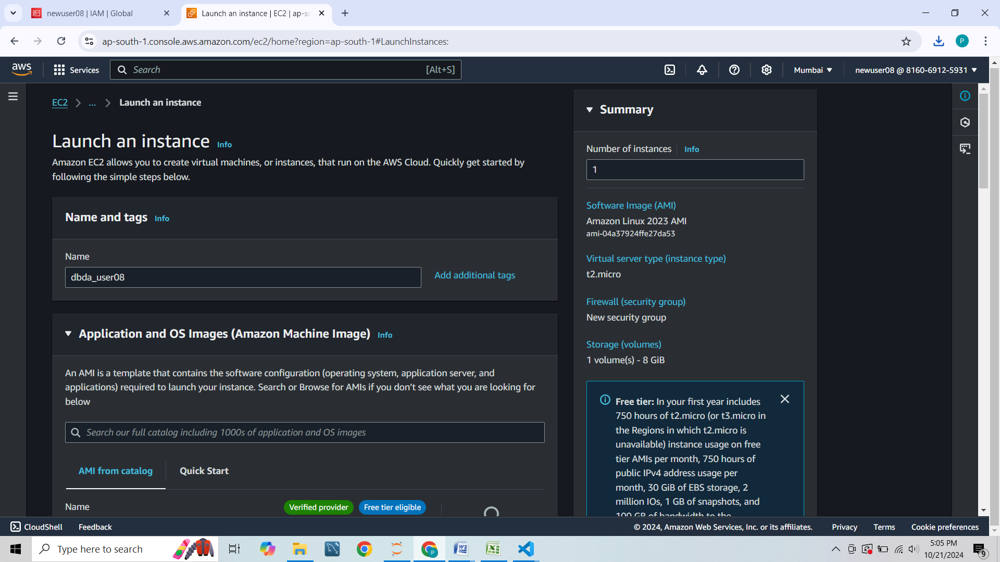 newuser08 | IAM | Global
Launch an instance | EC2 | ap-so
ap-south-1.console.aws.amazon.com/ec2/home?region=ap-south-1#LaunchInstances:
P
aws
Services
Search
[Alt+S]
Mumbai
newuser08 @ 8160-6912-5931
EC2
...
Launch an instance
Launch an instance Info
Amazon EC2 allows you to create virtual machines, or instances, that run on the AWS Cloud. Quickly get started by
following the simple steps below.
Name and tags Info
Name
dbda_user08
Add additional tags
Application and OS Images (Amazon Machine Image) Info
An AMI is a template that contains the software configuration (operating system, application server, and
applications) required to launch your instance. Search or Browse for AMIs if you don’t see what you are looking for
below
Search our full catalog including 1000s of application and OS images
AMI from catalog
Quick Start
Name
Verified provider
Free tier eligible
Summary
Number of instances Info
1
Software Image (AMI)
Amazon Linux 2023 AMI
ami-04a37924ffe27da53
Virtual server type (instance type)
t2.micro
Firewall (security group)
New security group
Storage (volumes)
1 volume(s) - 8 GiB
Free tier: In your first year includes
750 hours of t2.micro (or t3.micro in
the Regions in which t2.micro is
unavailable) instance usage on free
tier AMIs per month, 750 hours of
public IPv4 address usage per
month, 30 GiB of EBS storage, 2
million IOs, 1 GB of snapshots, and
100 GB of bandwidth to the
CloudShell
Feedback
© 2024, Amazon Web Services, Inc. or its affiliates.
Privacy
Terms
Cookie preferences
Type here to search
P
5:05 PM
10/21/2024
9